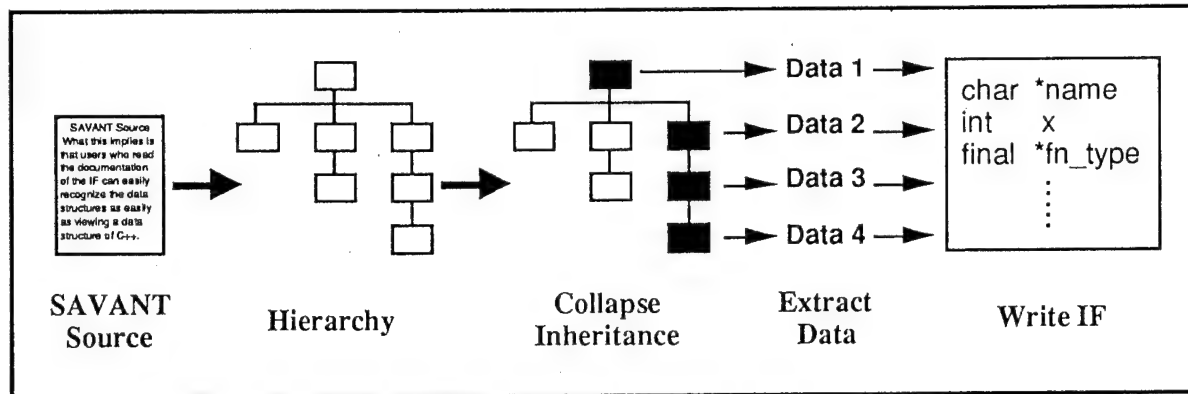 SAVANT Source
What this implies is
that users who read
the documentation
of the IF can easily
recognize the data
structures as easily
as viewing a data
structure of C++.
SAVANT
Source
Hierarchy
Collapse
Inheritance
Data 1
Data 2
Data 3
Data 4
Extract
Data
char *name
int x
final *fn_type
Write IF